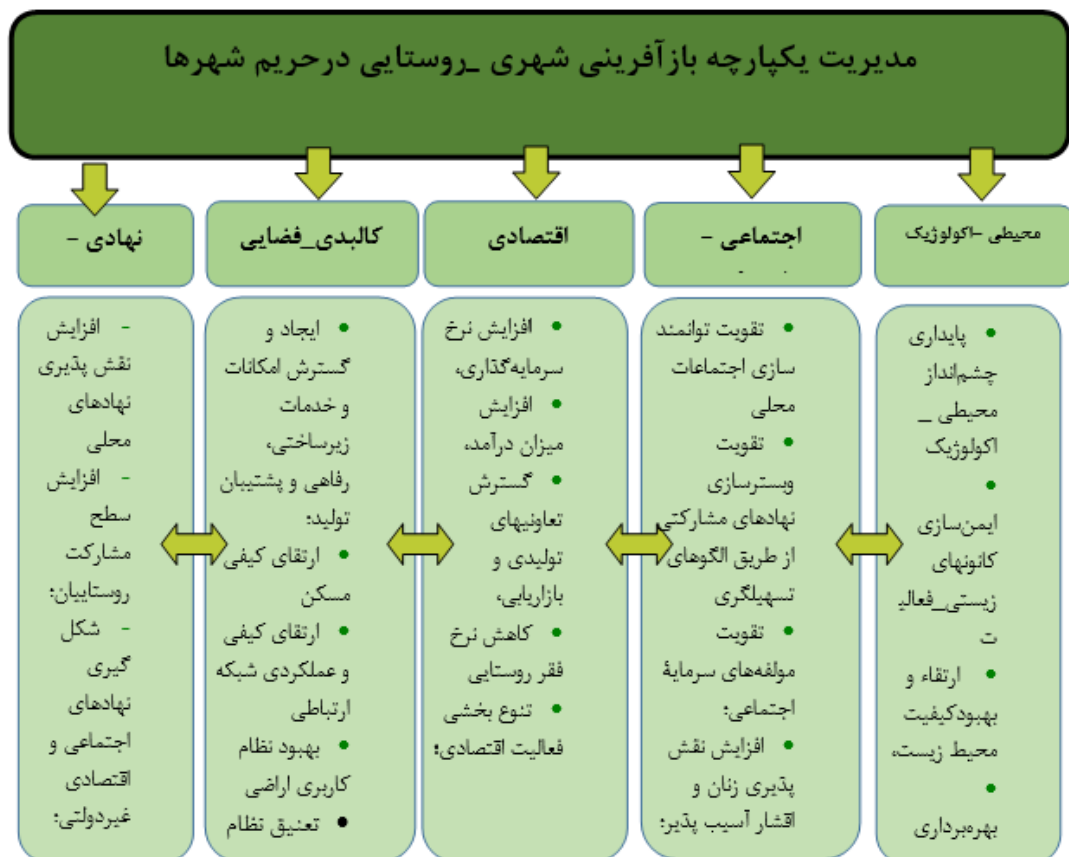 مدیریت یکپارچه بازآفرینی شهری _روستایی درحریم شهرها
محیطی –اکولوژیک
• پایداری
چشم‌انداز
محیطی _
اکولوژیک
•
ایمن‌سازی
کانونهای
زیستی_فعالی
ت
• ارتقاء و
بهبودکیفیت
محیط زیست،
•
بهره‌برداری
اجتماعی –
• تقویت توانمند
سازی اجتماعات
محلی
• تقویت
وبسترسازی
نهادهای مشارکتی
از طریق الگوهای
تسهیلگری
• تقویت
مولفه‌های سرمایهٔ
اجتماعی؛
• افزایش نقش
پذیری زنان و
اقشار آسیب پذیر؛
اقتصادی
• افزایش نرخ
سرمایه‌گذاری،
• افزایش
میزان درآمد،
• گسترش
تعاونیهای
تولیدی و
بازاریابی،
• کاهش نرخ
فقر روستایی
• تنوع بخشی
فعالیت اقتصادی؛
کالبدی_فضایی
• ایجاد و
گسترش امکانات
و خدمات
زیرساختی،
رفاهی و پشتیبان
تولید؛
• ارتقای کیفی
مسکن
• ارتقای کیفی
و عملکردی شبکه
ارتباطی
• بهبود نظام
کاربری اراضی
• تعنیق نظام
نهادی –
- افزایش
نقش پذیری
نهادهای
محلی
- افزایش
سطح
مشارکت
روستاییان؛
- شکل
گیری
نهادهای
اجتماعی و
اقتصادی
غیردولتی؛